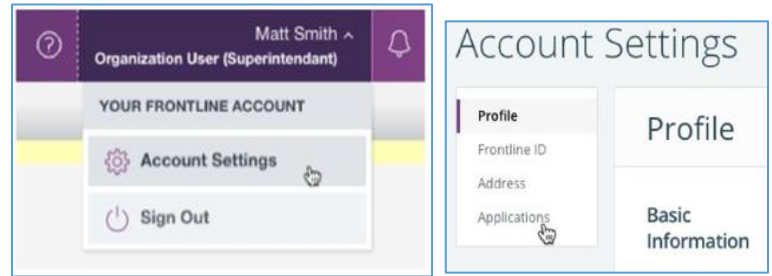 Matt Smith
Organization User (Superintendant)
YOUR FRONTLINE ACCOUNT
Account Settings
Sign Out
Account Settings
Profile
Frontline ID
Address
Applications
Profile
Basic
Information